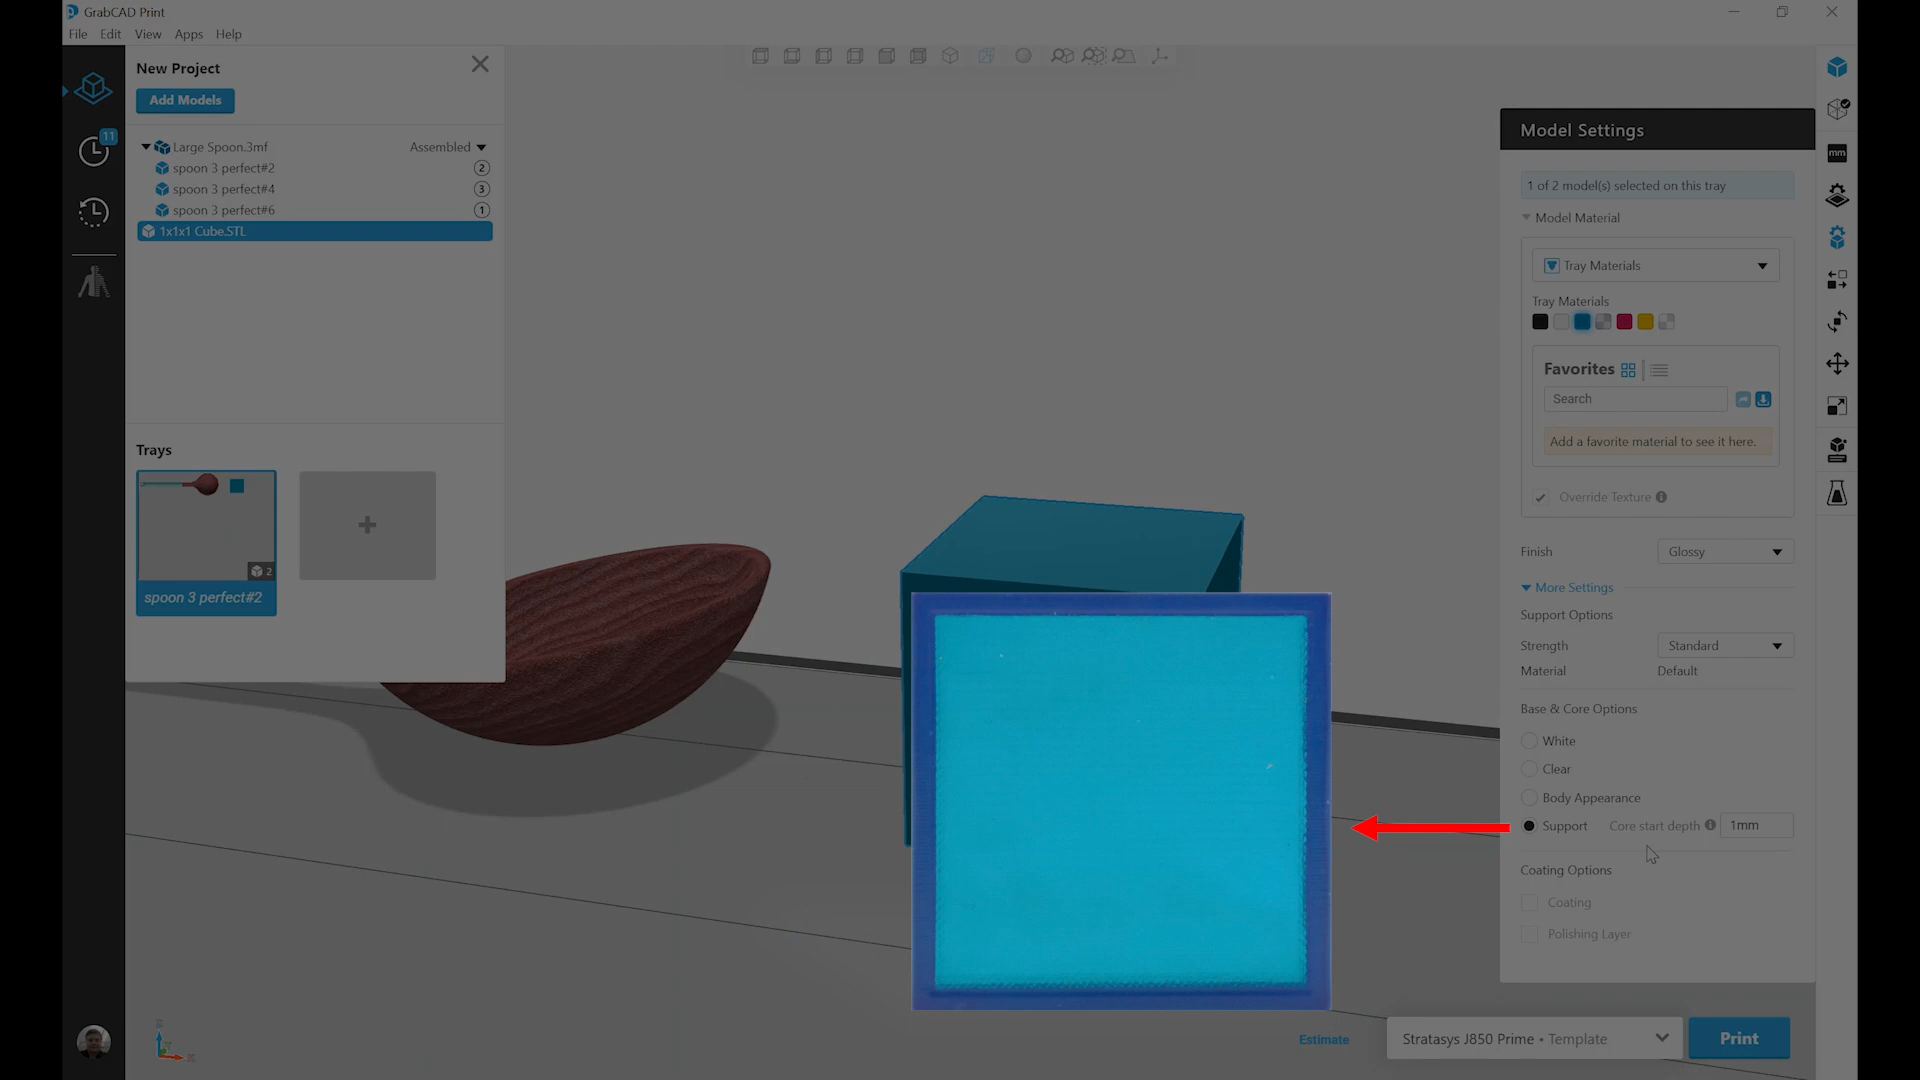 GrabCAD Print
File Edit View Apps Help
New Project
Add Models
Large Spoon.3mf Assembled
spoon 3 perfect#2 2
spoon 3 perfect#4 3
spoon 3 perfect#6 1
1x1x1 Cube.STL
11
Trays
2
spoon 3 perfect#2
Model Settings
1 of 2 model(s) selected on this tray
Model Material
Tray Materials
Tray Materials
Favorites
Search
Add a favorite material to see it here.
Override Texture
Finish Glossy
More Settings
Support Options
Strength Standard
Material Default
Base & Core Options
White
Clear
Body Appearance
Support Core start depth 1mm
Coating Options
Coating
Polishing Layer
mm
Estimate Stratasys J850 Prime • Template Print